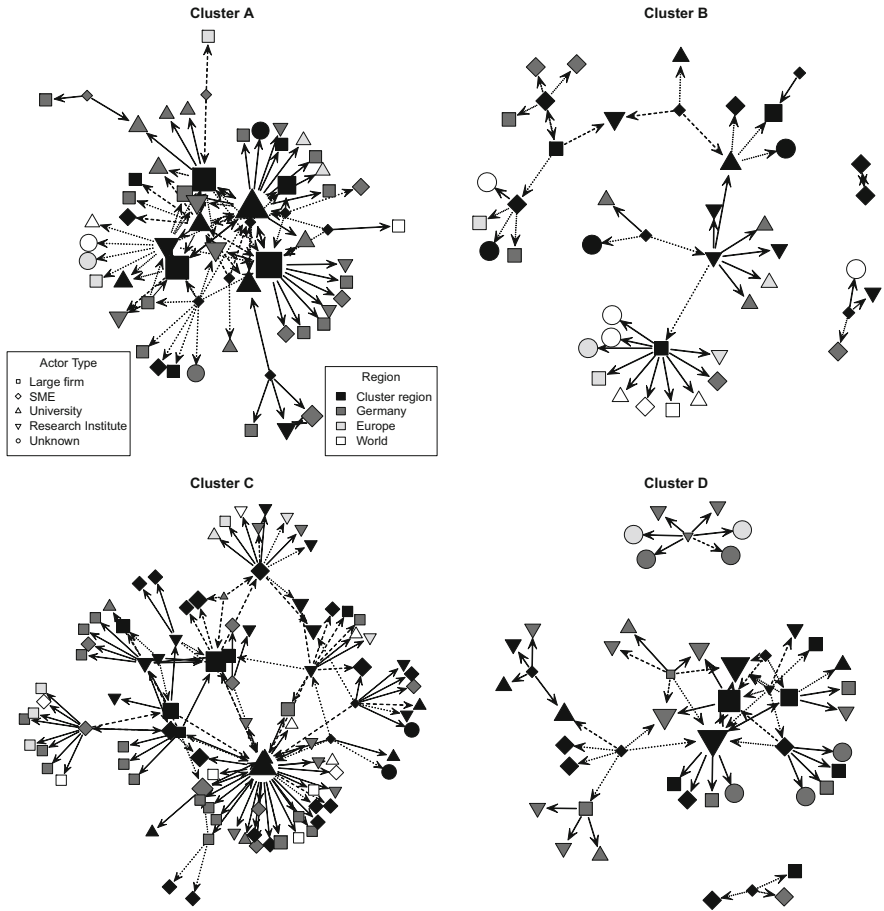 Cluster A
Cluster B
Actor Type
Large firm
SME
University
Research Institute
Unknown
Region
Cluster region
Germany
Europe
World
Cluster C
Cluster D